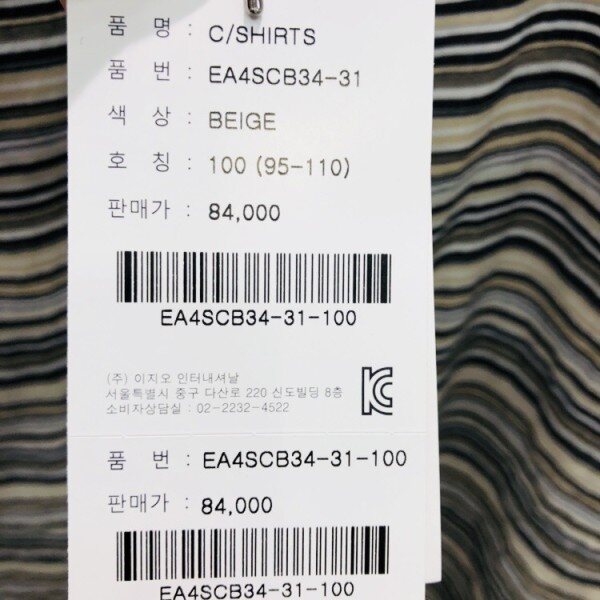 품 명 : C/SHIRTS
품 번 : EA4SCB34-31
색 상 : BEIGE
호 칭 : 100 (95-110)
판매가 : 84,000
EA4SCB34-31-100
(주) 이지오 인터내셔날
서울특별시 중구 다산로 220 신도빌딩 8층
소비자상담실 : 02-2232-4522
KC
품 번 : EA4SCB34-31-100
판매가 : 84,000
EA4SCB34-31-100